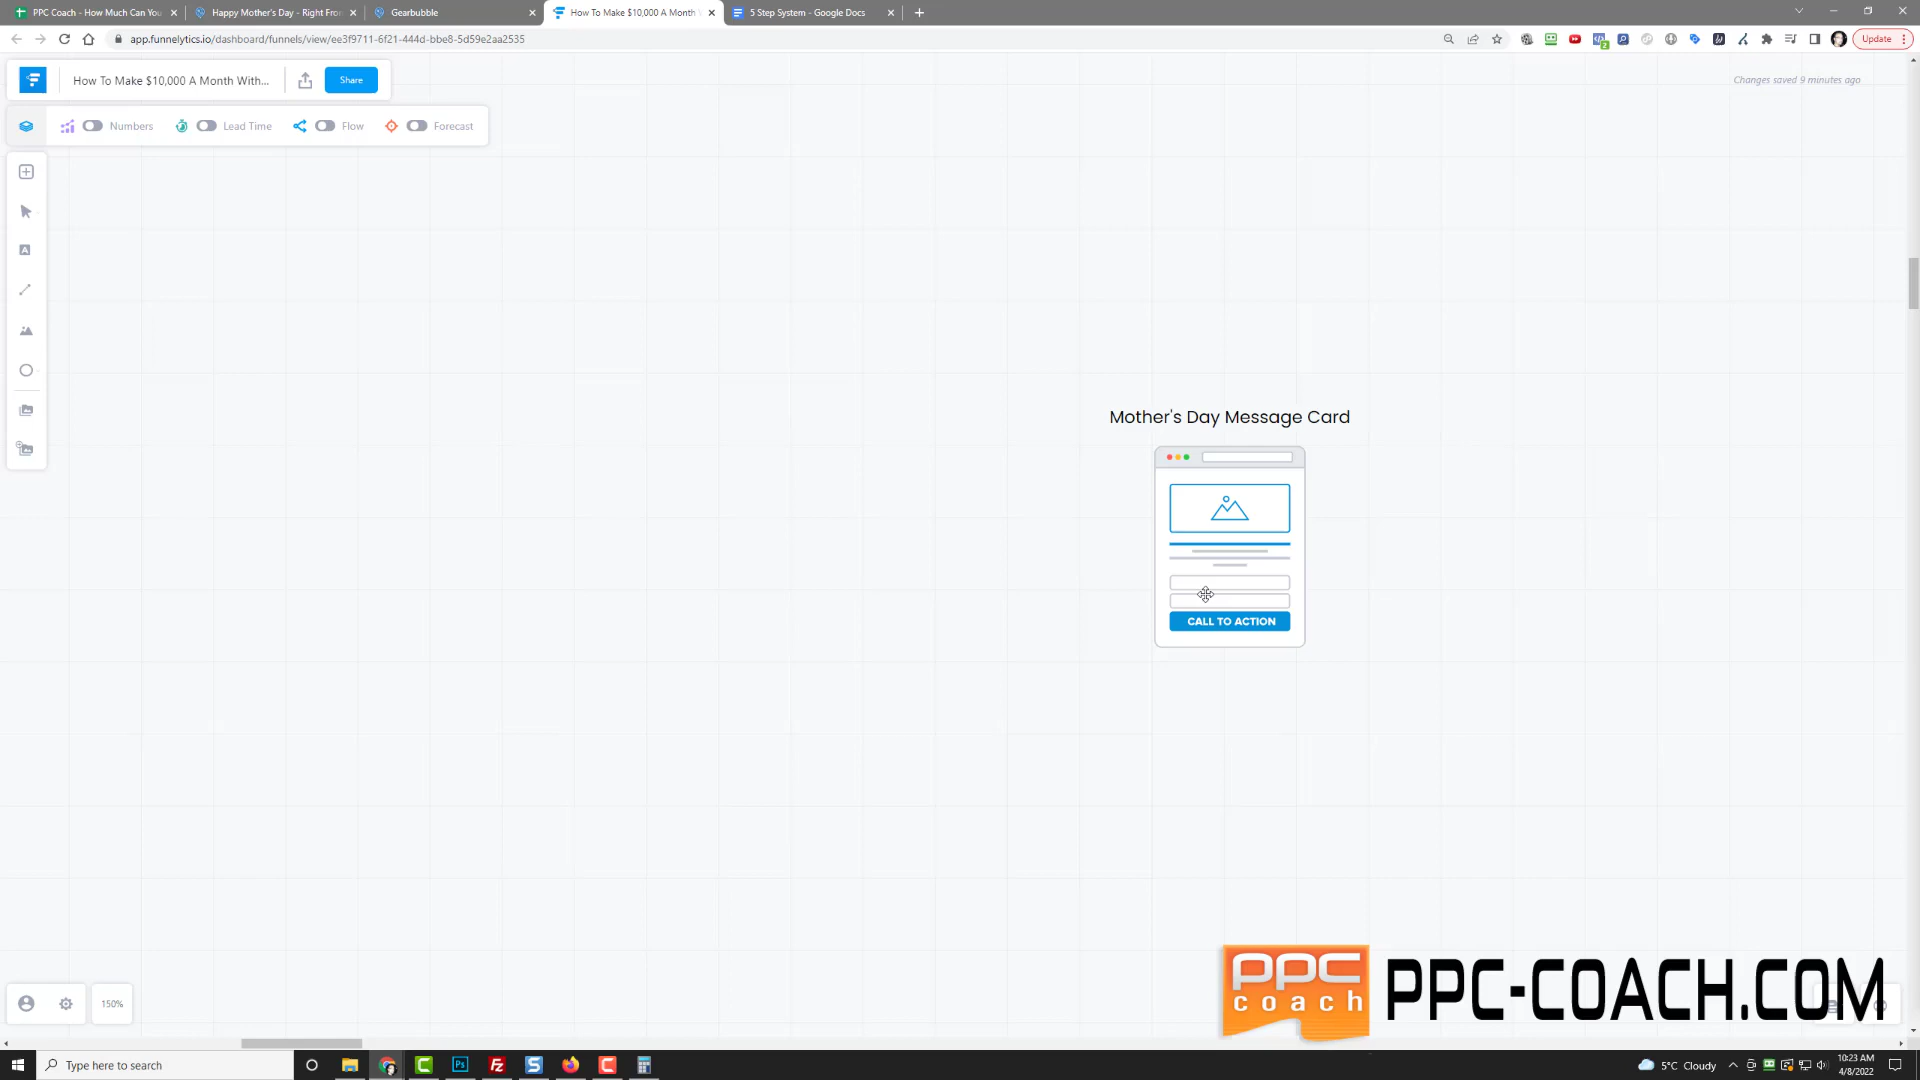 PPC Coach - How Much Can You
Happy Mother's Day - Right Fro
Gearbubble
How To Make $10,000 A Month
5 Step System - Google Docs
app.funnelytics.io/dashboard/funnels/view/ee3f9711-6f21-444d-bbe8-5d59e2aa2535
2
Update
How To Make $10,000 A Month With...
Share
Changes saved 9 minutes ago
Numbers
Lead Time
Flow
Forecast
A
Mother's Day Message Card
CALL TO ACTION
150%
PPC
coach
PPC-COACH.COM
Type here to search
Ps
Fz
S
C
5°C Cloudy
10:23 AM
4/8/2022